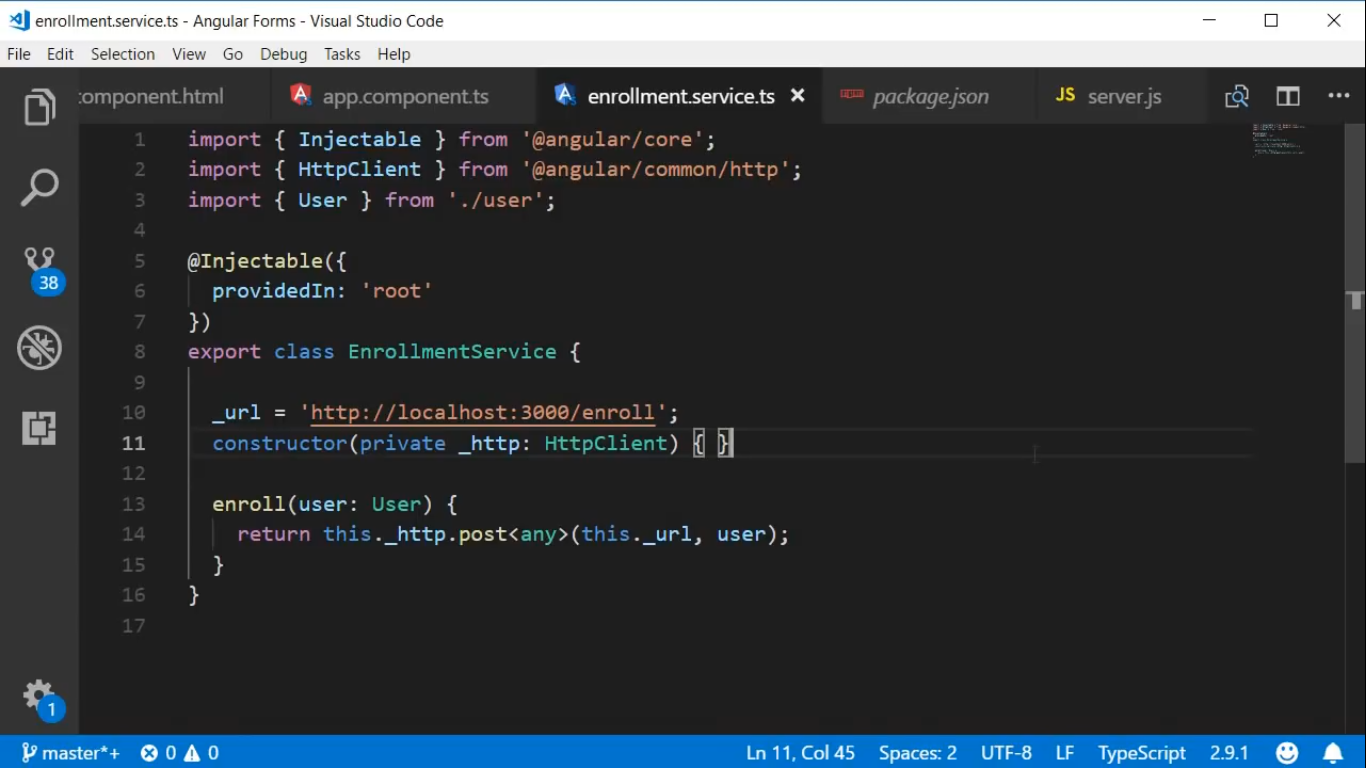 enrollment.service.ts - Angular Forms - Visual Studio Code
File Edit Selection View Go Debug Tasks Help
component.html app.component.ts enrollment.service.ts package.json JS server.js
1 import { Injectable } from '@angular/core';
2 import { HttpClient } from '@angular/common/http';
3 import { User } from './user';
4
5 @Injectable({
6 providedIn: 'root'
7 })
8 export class EnrollmentService {
9
10 _url = 'http://localhost:3000/enroll';
11 constructor(private _http: HttpClient) { }
12
13 enroll(user: User) {
14 return this._http.post<any>(this._url, user);
15 }
16 }
17
38
1
master*+ 0 0 Ln 11, Col 45 Spaces: 2 UTF-8 LF TypeScript 2.9.1